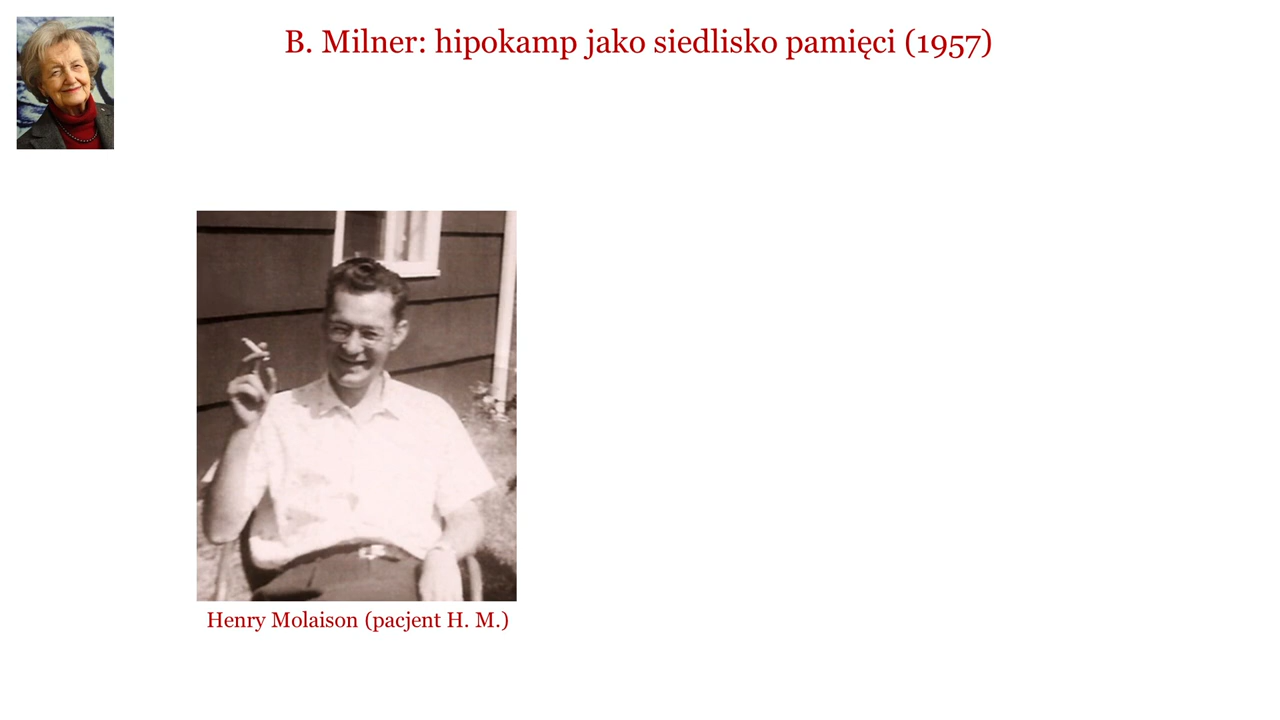 B. Milner: hipokamp jako siedlisko pamięci (1957)
Henry Molaison (pacjent H. M.)